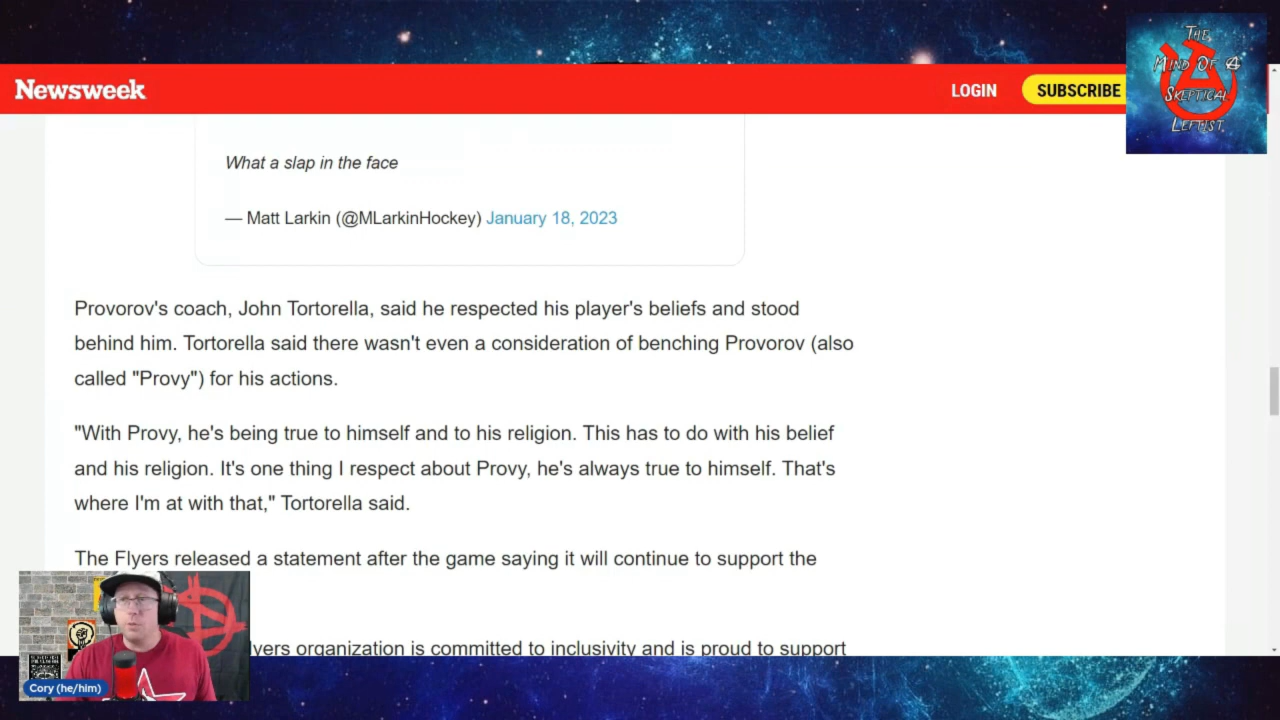 THE
MIND OF A
SKEPTICAL
LEFTIST
Newsweek
LOGIN
SUBSCRIBE
What a slap in the face
— Matt Larkin (@MLarkinHockey) January 18, 2023
Provorov's coach, John Tortorella, said he respected his player's beliefs and stood
behind him. Tortorella said there wasn't even a consideration of benching Provorov (also
called "Provy") for his actions.
"With Provy, he's being true to himself and to his religion. This has to do with his belief
and his religion. It's one thing I respect about Provy, he's always true to himself. That's
where I'm at with that," Tortorella said.
The Flyers released a statement after the game saying it will continue to support the
lyers organization is committed to inclusivity and is proud to support
Cory (he/him)